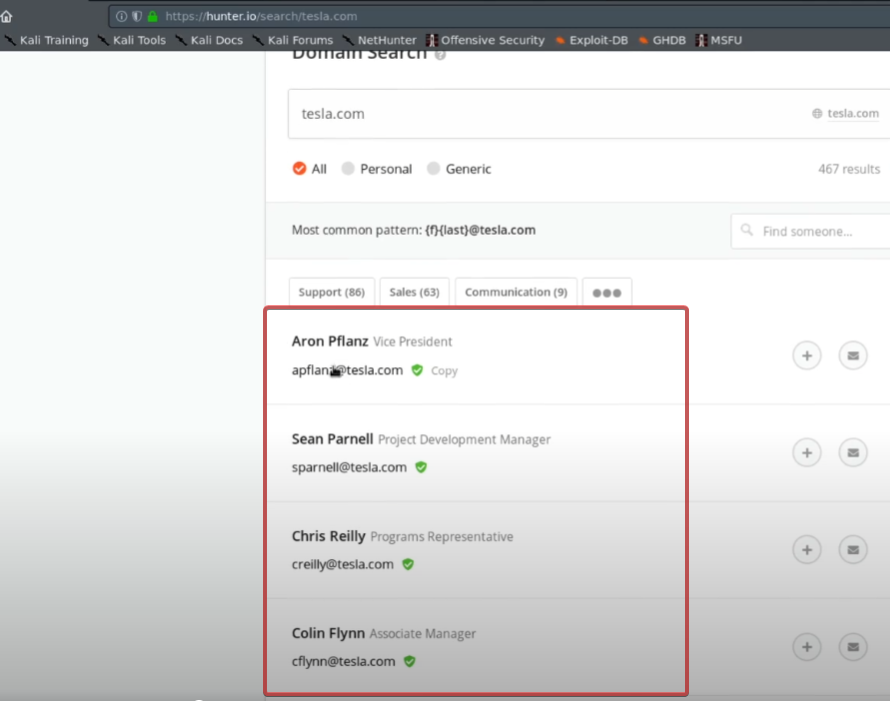 https://hunter.io/search/tesla.com
Kali Training Kali Tools Kali Docs Kali Forums NetHunter Offensive Security Exploit-DB GHDB MSFU
Domain Search
tesla.com tesla.com
All Personal Generic 467 results
Most common pattern: {f}{last}@tesla.com Find someone...
Support (86) Sales (63) Communication (9)
Aron Pflanz Vice President
@tesla.com Copy
Sean Parnell Project Development Manager
sparnell@tesla.com
Chris Reilly Programs Representative
creilly@tesla.com
Colin Flynn Associate Manager
cflynn@tesla.com